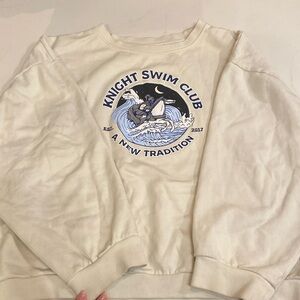 KNIGHT SWIM CLUB
EST. 2017
A NEW TRADITION